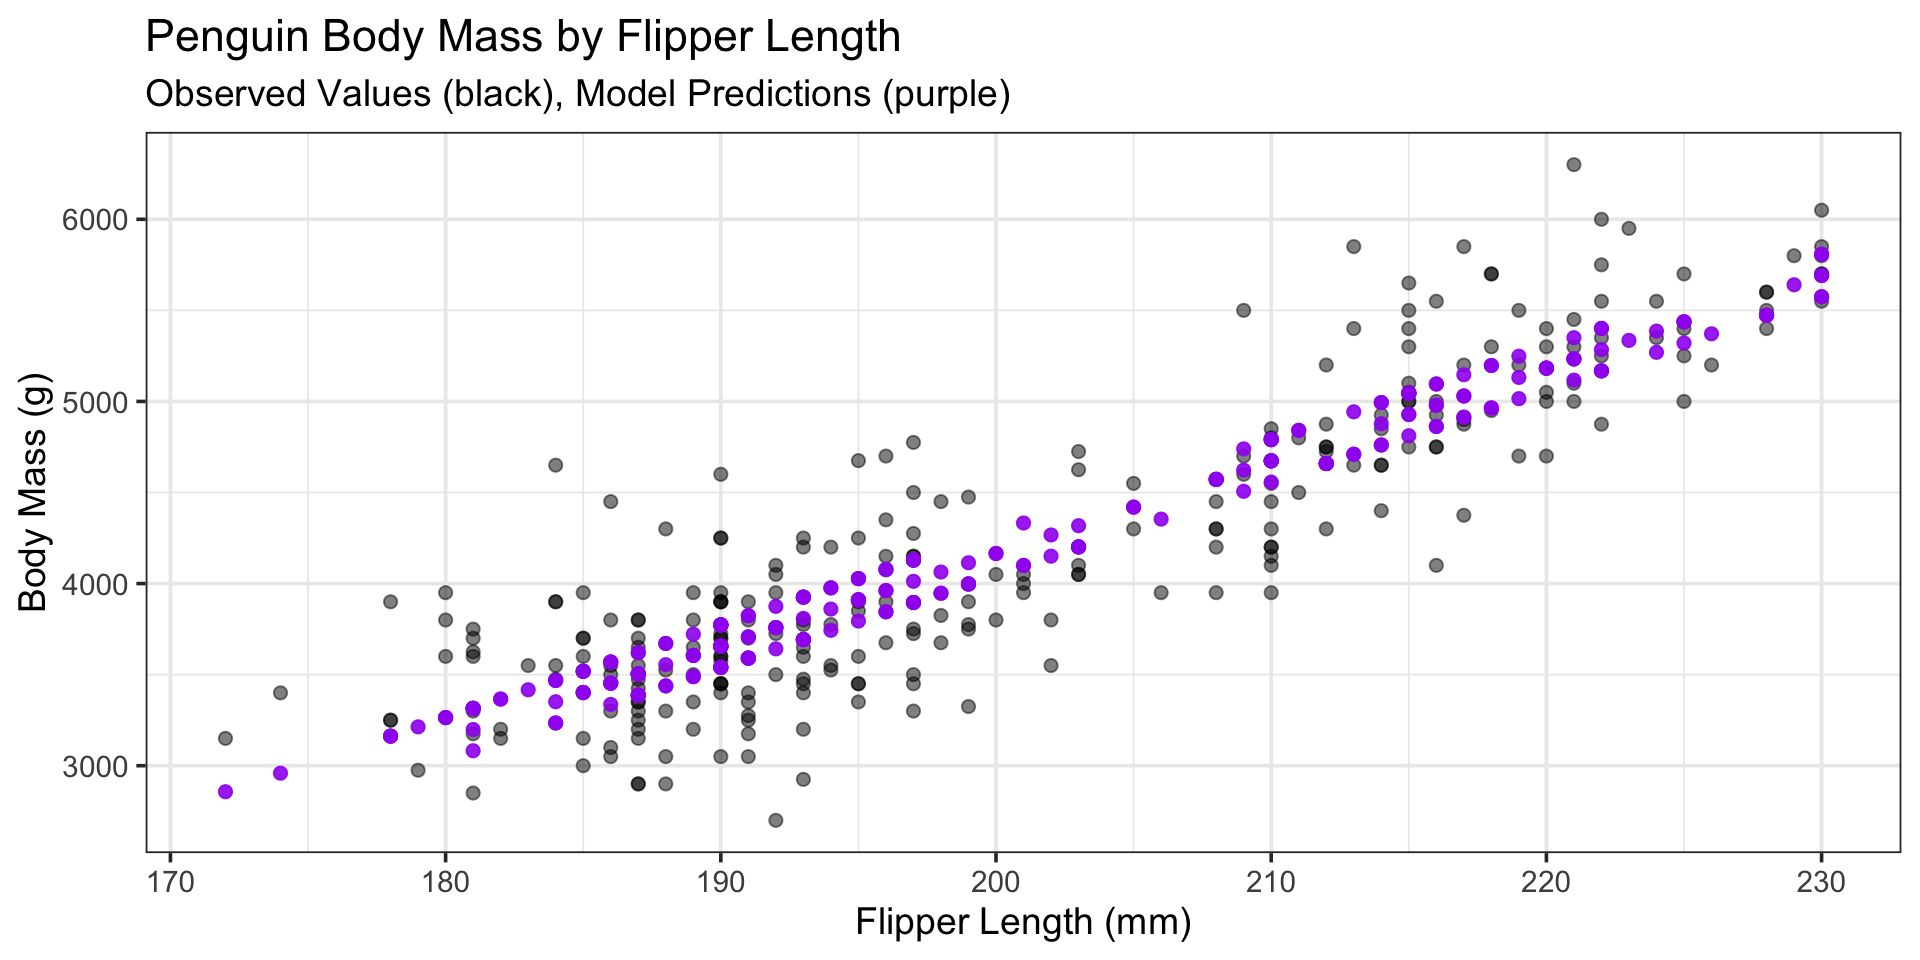 Penguin Body Mass by Flipper Length
Observed Values (black), Model Predictions (purple)
Body Mass (g)
6000
5000
4000
3000
170 180 190 200 210 220 230
Flipper Length (mm)